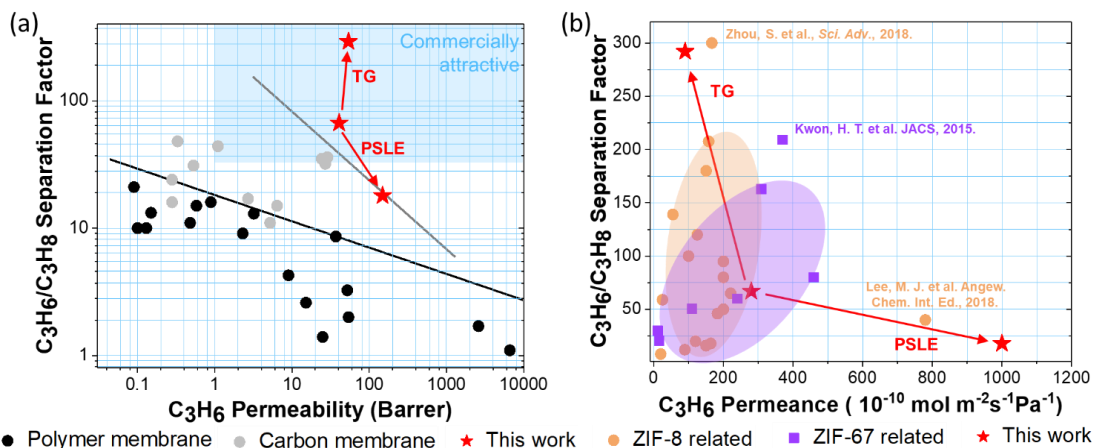 (a)
C3H6/C3H8 Separation Factor
100
10
1
Commercially
attractive
TG
PSLE
0.1
1
10
100
1000
10000
C3H6 Permeability (Barrer)
Polymer membrane
Carbon membrane
This work
(b)
C3H6/C3H8 Separation Factor
300
250
200
150
100
50
Zhou, S. et al., Sci. Adv., 2018.
TG
Kwon, H. T. et al. JACS, 2015.
Lee, M. J. et al. Angew.
Chem. Int. Ed., 2018.
PSLE
0
200
400
600
800
1000
1200
C3H6 Permeance ( 10-10 mol m-2s-1Pa-1)
ZIF-8 related
ZIF-67 related
This work